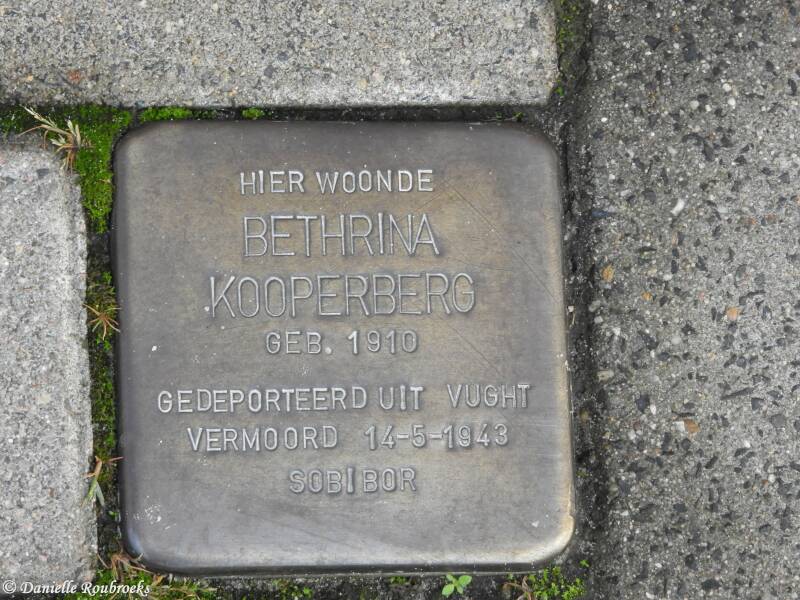 HIER WOONDE
BETHRINA
KOOPERBERG
GEB. 1910
GEDEPORTEERD UIT VUGHT
VERMOORD 14-5-1943
SOBIBOR
© Danielle Roubroeks